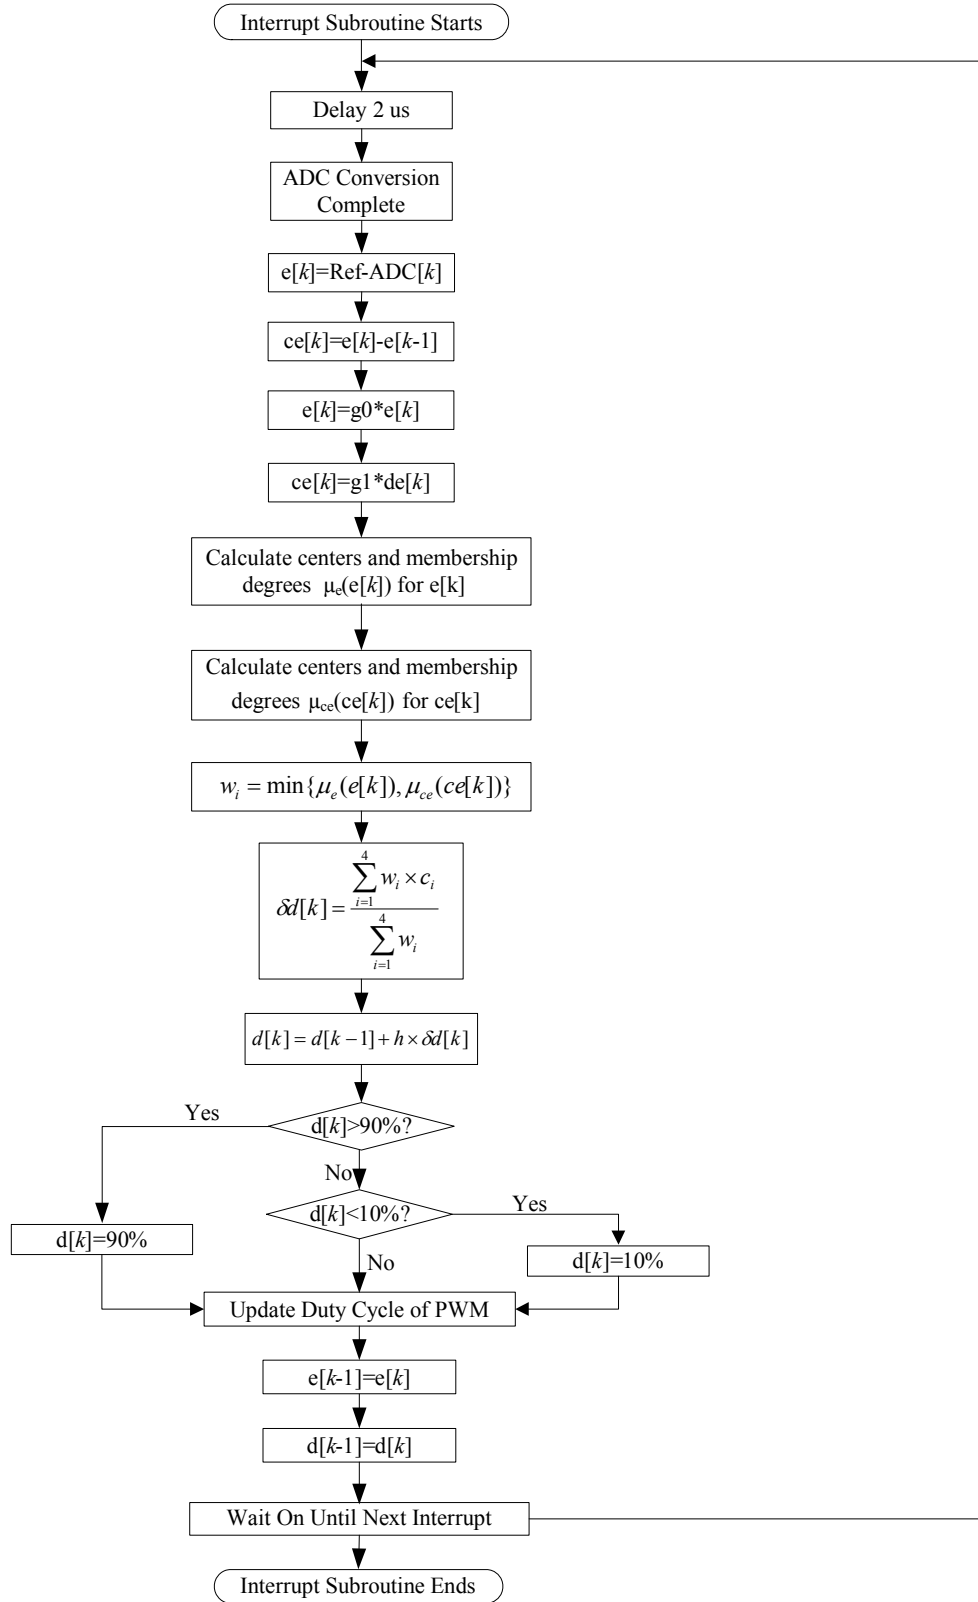 Interrupt Subroutine Starts
Delay 2 us
ADC Conversion
Complete
e[k]=Ref-ADC[k]
ce[k]=e[k]-e[k-1]
e[k]=g0*e[k]
ce[k]=g1*de[k]
Calculate centers and membership
degrees μe(e[k]) for e[k]
Calculate centers and membership
degrees μce(ce[k]) for ce[k]
wi = min{μe(e[k]), μce(ce[k])}
δd[k] = ∑_{i=1}^{4} wi × ci / ∑_{i=1}^{4} wi
d[k] = d[k−1] + h × δd[k]
Yes
d[k]>90%?
No
d[k]<10%?
Yes
d[k]=90%
No
d[k]=10%
Update Duty Cycle of PWM
e[k-1]=e[k]
d[k-1]=d[k]
Wait On Until Next Interrupt
Interrupt Subroutine Ends